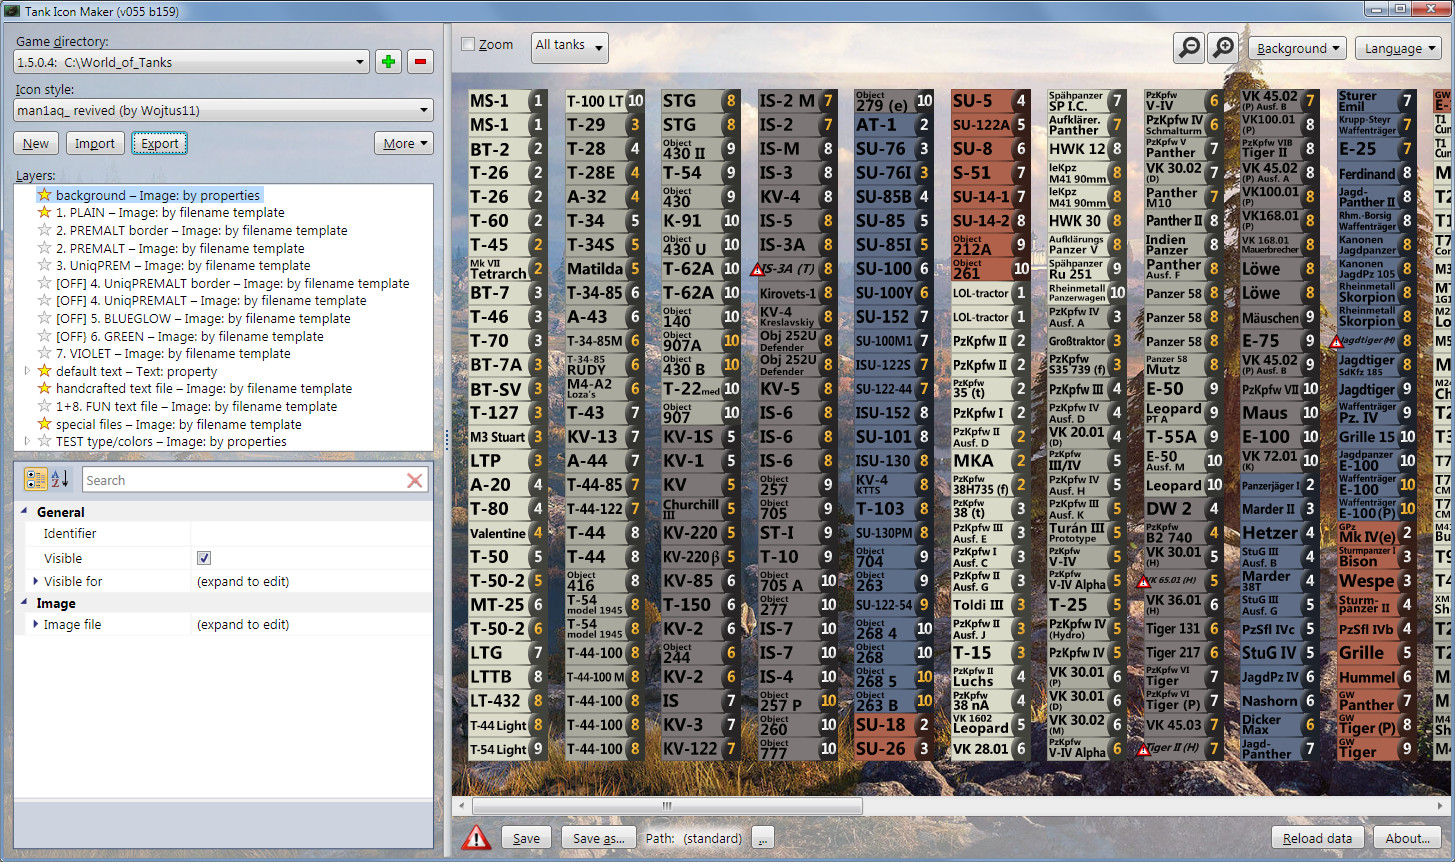 Tank Icon Maker (v055 b159)
Game directory:
1.5.0.4: C:\World_of_Tanks
Icon style:
man1aq_ revived (by Wojtus11)
New
Import
Export
More
Layers:
background – Image: by properties
1. PLAIN – Image: by filename template
2. PREMALT border – Image: by filename template
2. PREMALT – Image: by filename template
3. UniqPREM – Image: by filename template
[OFF] 4. UniqPREMALT border – Image: by filename template
[OFF] 4. UniqPREMALT – Image: by filename template
[OFF] 5. BLUEGLOW – Image: by filename template
[OFF] 6. GREEN – Image: by filename template
7. VIOLET – Image: by filename template
default text – Text: property
handcrafted text file – Image: by filename template
1+8. FUN text file – Image: by filename template
special files – Image: by filename template
TEST type/colors – Image: by properties
Search
General
Identifier
Visible
Visible for
(expand to edit)
Image
Image file
(expand to edit)
Zoom
All tanks
Background
Language
MS-1 1
MS-1 1
BT-2 2
T-26 2
T-26 2
T-60 2
T-45 2
Mk VII
Tetrarch 2
BT-7 3
T-46 3
T-70 3
BT-7A 3
BT-SV 3
T-127 3
M3 Stuart 3
LTP 3
A-20 4
T-80 4
Valentine 4
T-50 5
T-50-2 5
MT-25 6
T-50-2 6
LTG 7
LTTB 8
LT-432 8
T-44 Light 8
T-54 Light 9
T-100 LT 10
T-29 3
T-28 4
T-28E 4
A-32 4
T-34 5
T-34S 5
Matilda 5
T-34-85 6
A-43 6
T-34-85M 6
T-34-85
RUDY 6
M4-A2
Loza's 6
T-43 7
KV-13 7
A-44 7
T-44-85 7
T-44-122 7
T-44 8
T-44 8
Object
416 8
T-54
model 1945 8
T-54
model 1945 8
T-44-100 8
T-44-100 M 8
T-44-100 8
T-44-100 8
T-44-100 8
STG 8
STG 8
Object
430 II 9
T-54 9
Object
430 9
K-91 10
Object
430 U 10
T-62A 10
T-62A 10
Object
140 10
Object
907A 10
Object
430 B 10
T-22 med 10
Object
907 10
KV-1S 5
KV-1 5
KV 5
Churchill
III 5
KV-220 5
KV-220 β 5
KV-85 6
T-150 6
KV-2 6
Object
244 6
KV-2 6
IS 7
KV-3 7
KV-122 7
IS-2 M 7
IS-2 7
IS-M 8
IS-3 8
KV-4 8
IS-5 8
IS-3A 8
IS-3A (T) 8
Kirovets-1 8
KV-4
Kreslavskiy 8
Obj 252U
Defender 8
Obj 252U
Defender 8
KV-5 8
IS-6 8
IS-6 8
IS-6 8
Object
257 9
Object
705 9
ST-I 9
T-10 9
Object
705 A 10
Object
277 10
IS-7 10
IS-7 10
IS-4 10
Object
257 P 10
Object
260 10
Object
777 10
Object
279 (e) 10
AT-1 2
SU-76 3
SU-76I 3
SU-85B 4
SU-85 5
SU-85I 5
SU-100 6
SU-100Y 6
SU-152 7
SU-100M1 7
ISU-122S 7
SU-122-44 7
ISU-152 8
SU-101 8
ISU-130 8
KV-4
KTTS 8
T-103 8
SU-130PM 8
Object
704 9
Object
263 9
SU-122-54 9
Object
268 4 10
Object
268 10
Object
268 5 10
Object
263 B 10
SU-18 2
SU-26 3
SU-5 4
SU-122A 5
SU-8 6
S-51 7
SU-14-1 7
SU-14-2 8
Object
212A 9
Object
261 10
LOL-tractor 1
LOL-tractor 1
PzKpfw II 2
PzKpfw II 2
PzKpfw
35 (t) 2
PzKpfw I 2
PzKpfw II
Ausf. D 2
MKA 2
PzKpfw
38H735 (f) 2
PzKpfw
38 (t) 3
PzKpfw II
Ausf. E 3
PzKpfw I
Ausf. C 3
PzKpfw II
Ausf. G 3
Toldi III 3
PzKpfw II
Ausf. J 3
T-15 3
PzKpfw II
Luchs 4
PzKpfw
38 nA 4
VK 1602
Leopard 5
VK 28.01 6
Spähpanzer
SP I.C. 7
Aufklärer.
Panther 7
HWK 12 8
leKpz
M41 90mm 8
leKpz
M41 90mm 8
HWK 30 8
Aufklärungs
Panzer V 8
Spähpanzer
Ru 251 9
Rheinmetall
Panzerwagen 10
PzKpfw IV
Ausf. A 3
Großtraktor 3
PzKpfw
S35 739 (f) 3
PzKpfw III 4
PzKpfw IV
Ausf. D 4
VK 20.01
(D) 4
PzKpfw
III/IV 5
PzKpfw IV
Ausf. H 5
PzKpfw III
Ausf. K 5
Turán III
Prototype 5
PzKpfw
V-IV 5
PzKpfw
V-IV Alpha 5
T-25 5
PzKpfw IV
(Hydro) 5
PzKpfw IV 5
VK 30.01
(P) 6
VK 30.01
(D) 6
VK 30.02
(M) 6
PzKpfw
V-IV Alpha 6
PzKpfw
V-IV 6
PzKpfw IV
Schmalturm 6
PzKpfw V
Panther 7
VK 30.02
(D) 7
Panther
M10 7
Panther II 8
Indien
Panzer 8
Panther
Ausf. F 8
Panzer 58 8
Panzer 58 8
Panzer 58 8
Panzer 58
Mutz 8
E-50 9
Leopard
PT A 9
T-55A 9
E-50
Ausf. M 10
Leopard 10
DW 2 4
PzKpfw
B2 740 4
VK 30.01
(H) 5
VK 65.01 (H) 5
VK 36.01
(H) 6
Tiger 131 6
Tiger 217 6
PzKpfw VI
Tiger 7
PzKpfw VI
Tiger (P) 7
VK 45.03 7
Tiger II (H) 7
VK 45.02
(P) Ausf. B 7
VK100.01
(P) 8
PzKpfw VIB
Tiger II 8
VK 45.02
(P) Ausf. A 8
VK100.01
(P) 8
VK168.01
(P) 8
VK 168.01
Mauerbrecher 8
Löwe 8
Löwe 8
Mäuschen 9
E-75 9
VK 45.02
(P) Ausf. B 9
PzKpfw VII 10
Maus 10
E-100 10
VK 72.01
(K) 10
Panzerjäger I 2
Marder II 3
Hetzer 4
StuG III
Ausf. B 4
Marder
38T 4
StuG III
Ausf. G 5
PzSfl IVc 5
StuG IV 5
JagdPz IV 6
Nashorn 6
Dicker
Max 6
Jagd-
Panther 7
Sturer
Emil 7
Krupp-Steyr
Waffenträger 7
E-25 7
Ferdinand 8
Jagd-
Panther II 8
Rhm.-Borsig
Waffenträger 8
Kanonen
Jagdpanzer 8
Kanonen
JagdPz 105 8
Rheinmetall
Skorpion 8
Rheinmetall
Skorpion 8
Jagdtiger (H) 8
Jagdtiger
SdKfz 185 8
Jagdtiger 9
Waffenträger
Pz. IV 9
Grille 15 10
Jagdpanzer
E-100 10
Waffenträger
E-100 10
Waffenträger
E-100 (P) 10
GPz
Mk IV(e) 2
Sturmpanzer I
Bison 3
Wespe 3
Sturm-
panzer II 4
PzSfl IVb 4
Grille 5
Hummel 6
GW
Panther 7
GW
Tiger (P) 8
GW
Tiger 9
Save
Save as...
Path: (standard)
...
Reload data
About...